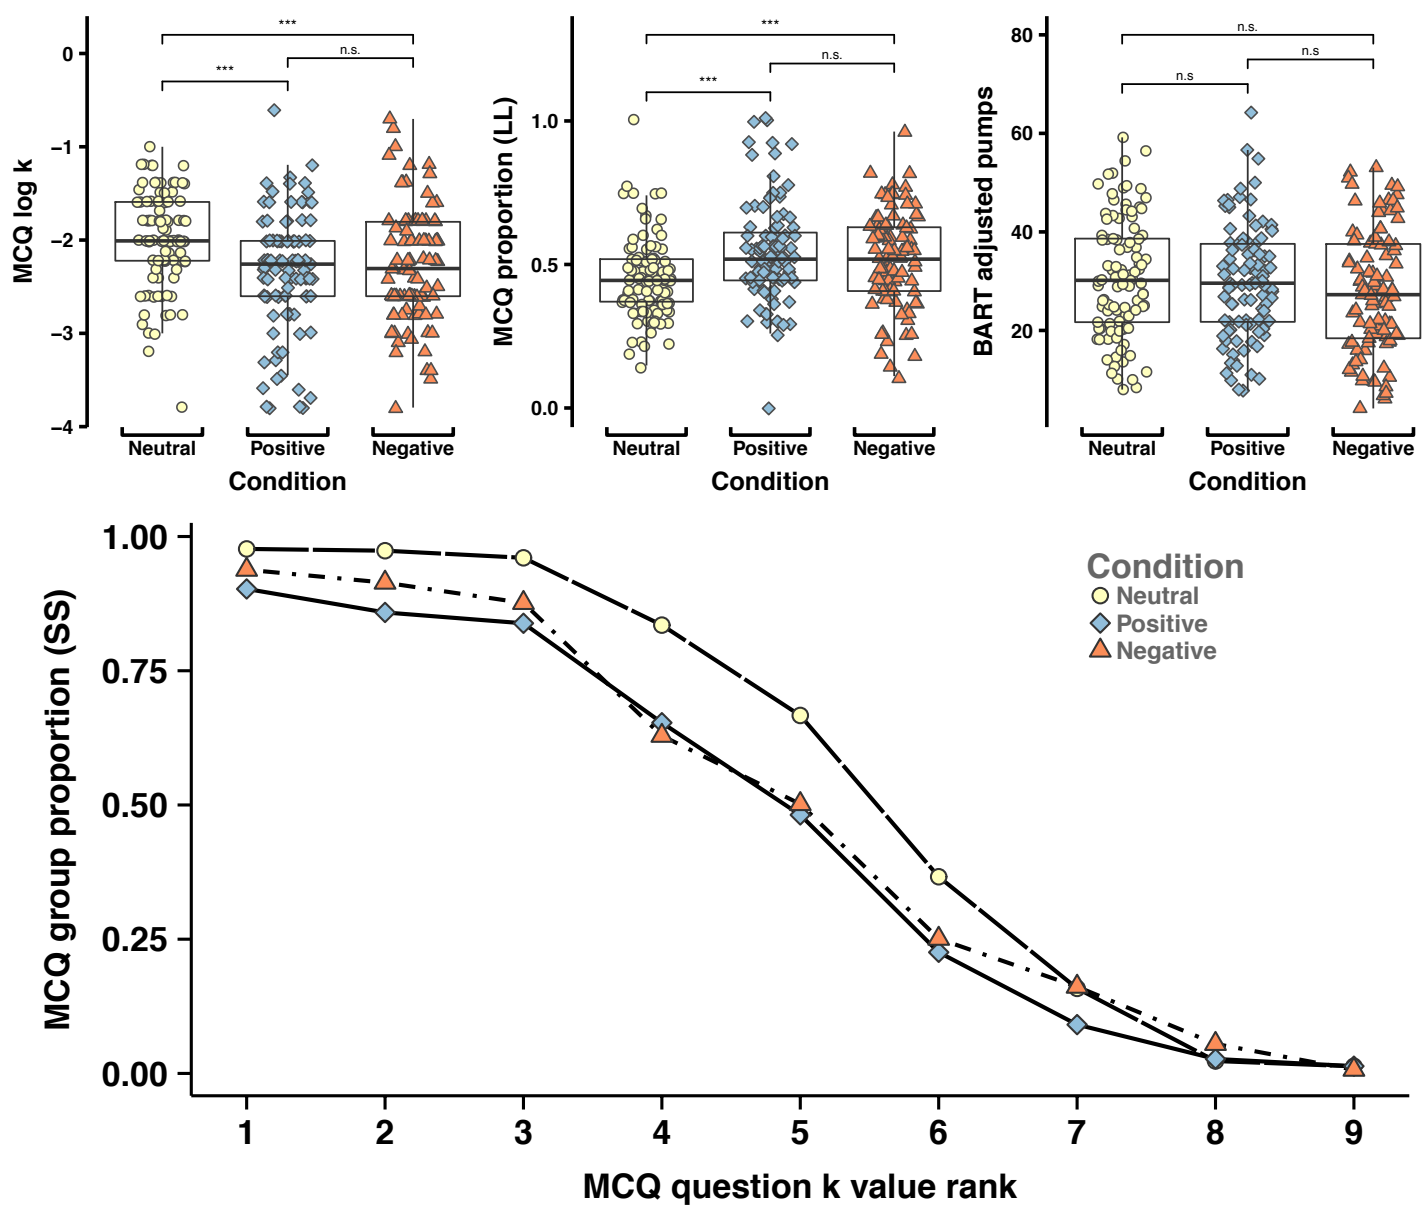 MCQ log k
0
−1
−2
−3
−4
***
***
n.s.
Neutral Positive Negative
Condition
MCQ proportion (LL)
1.0
0.5
0.0
***
***
n.s.
Neutral Positive Negative
Condition
BART adjusted pumps
80
60
40
20
n.s.
n.s
n.s
Neutral Positive Negative
Condition
MCQ group proportion (SS)
1.00
0.75
0.50
0.25
0.00
Condition
Neutral
Positive
Negative
1 2 3 4 5 6 7 8 9
MCQ question k value rank